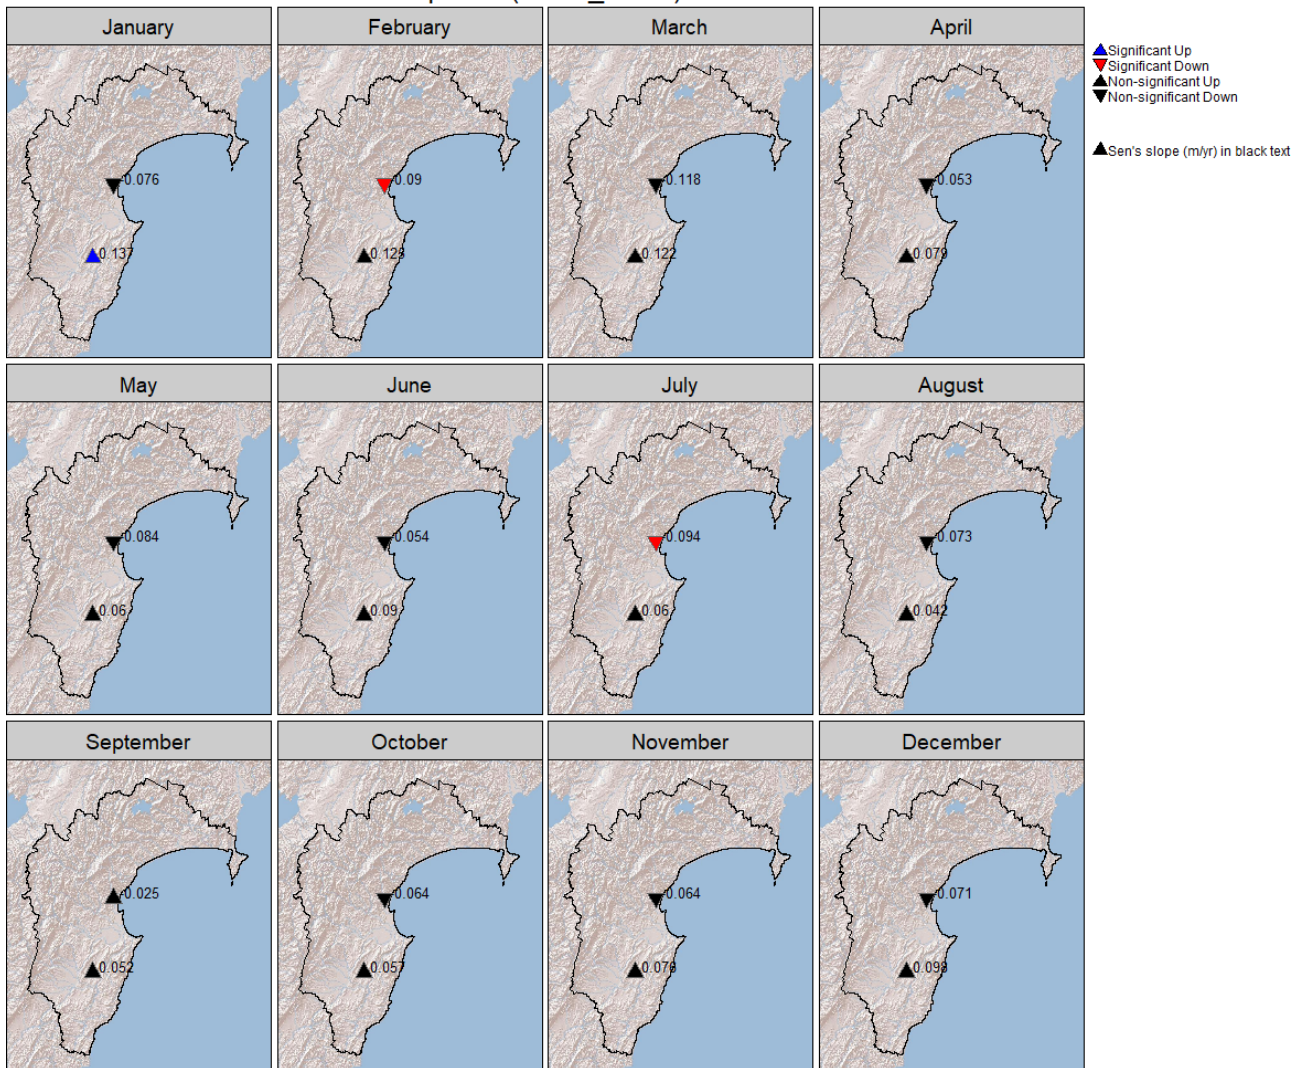 January
February
March
April
Significant Up
Significant Down
Non-significant Up
Non-significant Down
Sen's slope (m/yr) in black text
-0.076
-0.09
-0.118
-0.053
0.137
0.122
0.079
May
June
July
August
-0.084
-0.054
-0.094
-0.073
0.06
0.09
0.06
0.042
September
October
November
December
-0.025
-0.064
-0.064
-0.071
0.052
0.057
0.076
0.098